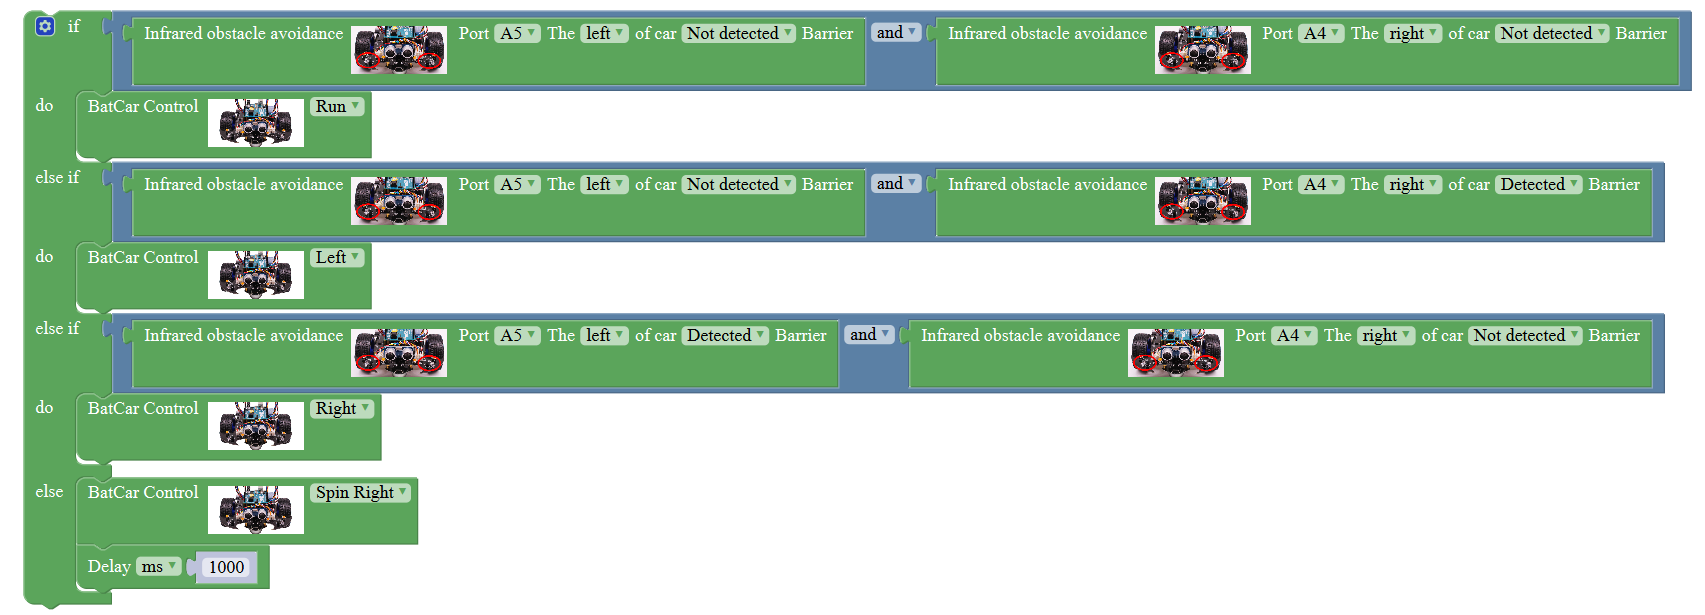 if Infrared obstacle avoidance Port A5 The left of car Not detected Barrier and Infrared obstacle avoidance Port A4 The right of car Not detected Barrier
do BatCar Control Run
else if Infrared obstacle avoidance Port A5 The left of car Not detected Barrier and Infrared obstacle avoidance Port A4 The right of car Detected Barrier
do BatCar Control Left
else if Infrared obstacle avoidance Port A5 The left of car Detected Barrier and Infrared obstacle avoidance Port A4 The right of car Not detected Barrier
do BatCar Control Right
else BatCar Control Spin Right
Delay ms 1000